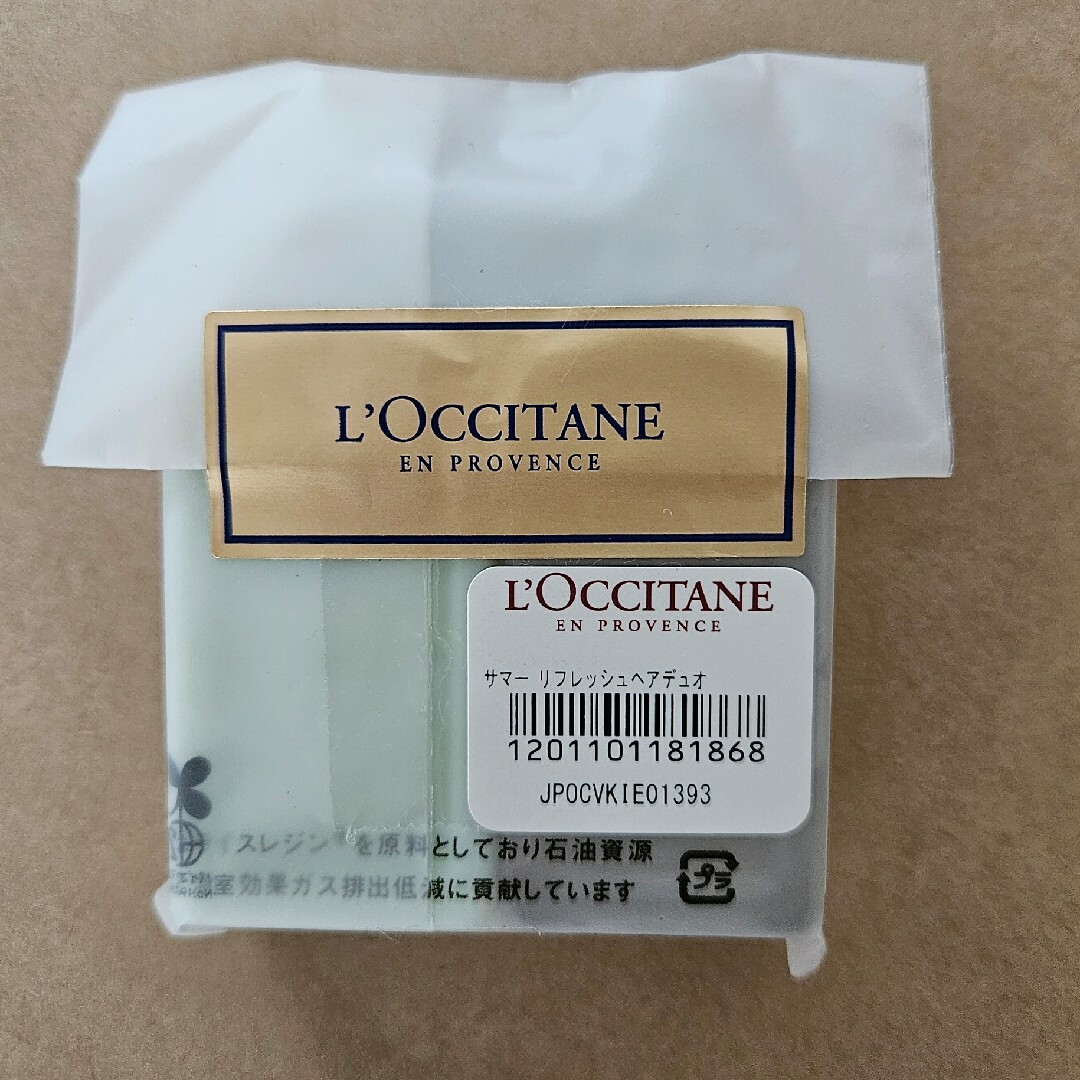 L'OCCITANE
EN PROVENCE
L'OCCITANE
EN PROVENCE
サマー リフレッシュヘアデュオ
1201101181868
JPOCVKIE01393
イスレジン を原料としており石油資源
室効果ガス排出低減に貢献しています
プラ